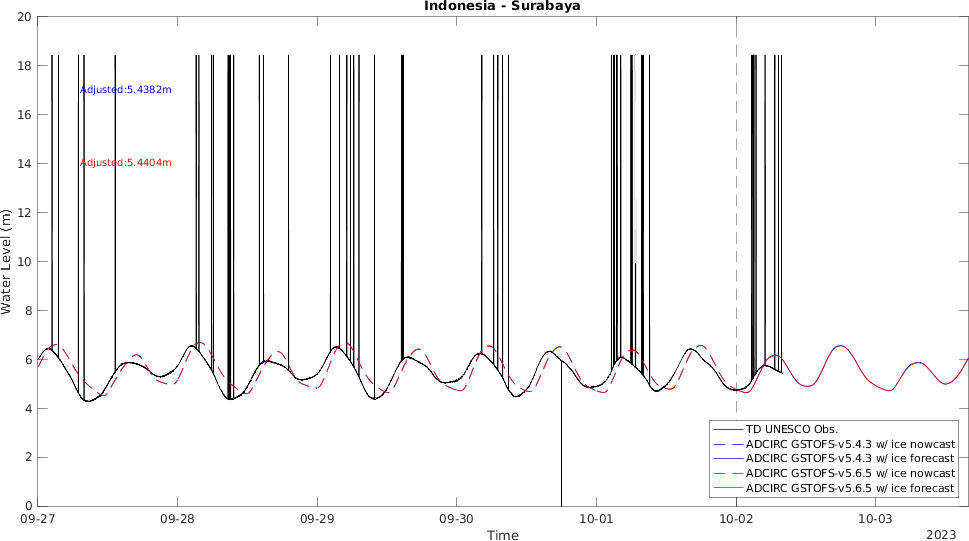 Indonesia - Surabaya
Water Level (m)
20
18
16
14
12
10
8
6
4
2
0
Adjusted:5.4382m
Adjusted:5.4404m
TD UNESCO Obs.
ADCIRC GSTOFS-v5.4.3 w/ ice nowcast
ADCIRC GSTOFS-v5.4.3 w/ ice forecast
ADCIRC GSTOFS-v5.6.5 w/ ice nowcast
ADCIRC GSTOFS-v5.6.5 w/ ice forecast
09-27 09-28 09-29 09-30 10-01 10-02 10-03
Time
2023